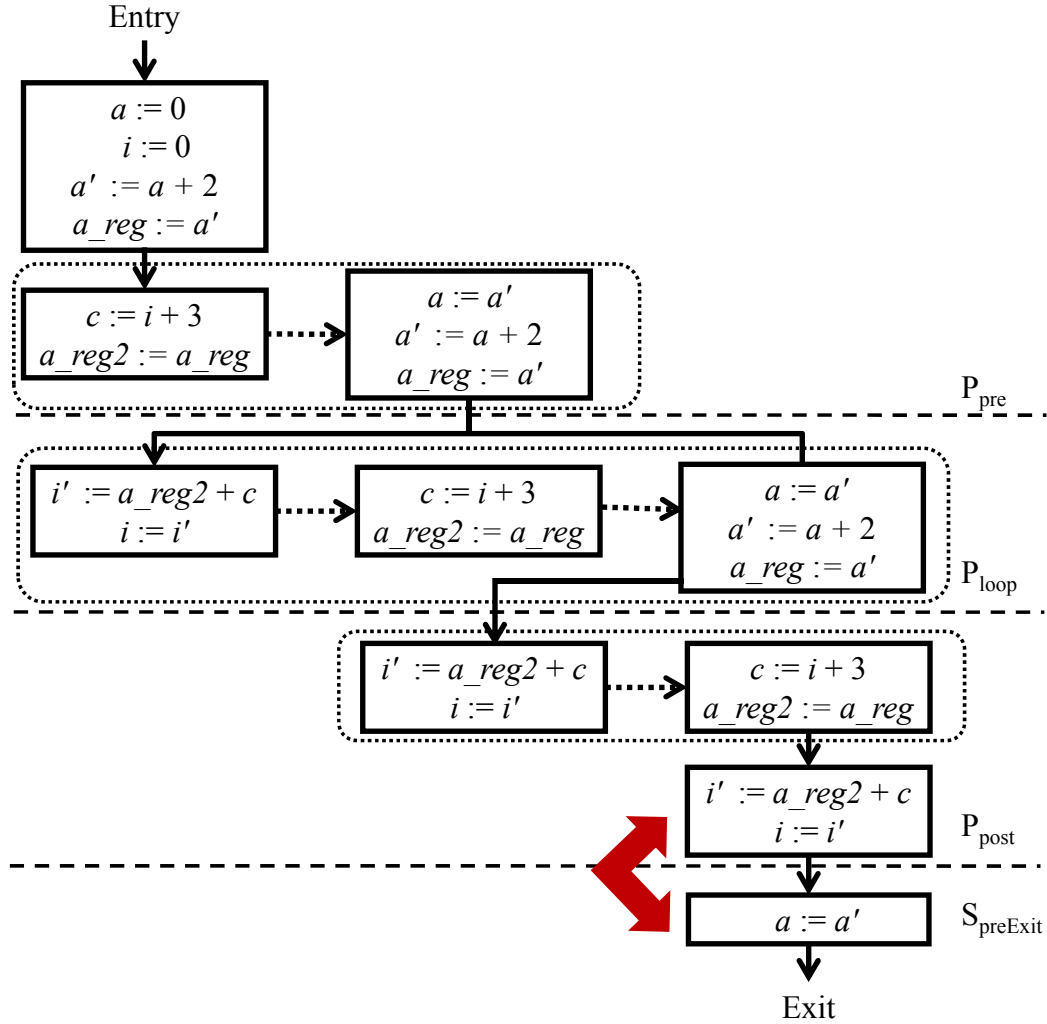 Entry
a := 0
i := 0
a′ := a + 2
a_reg := a′
c := i + 3
a_reg2 := a_reg
a := a′
a′ := a + 2
a_reg := a′
P_pre
i′ := a_reg2 + c
i := i′
c := i + 3
a_reg2 := a_reg
a := a′
a′ := a + 2
a_reg := a′
P_loop
i′ := a_reg2 + c
i := i′
c := i + 3
a_reg2 := a_reg
i′ := a_reg2 + c
i := i′
P_post
a := a′
S_preExit
Exit